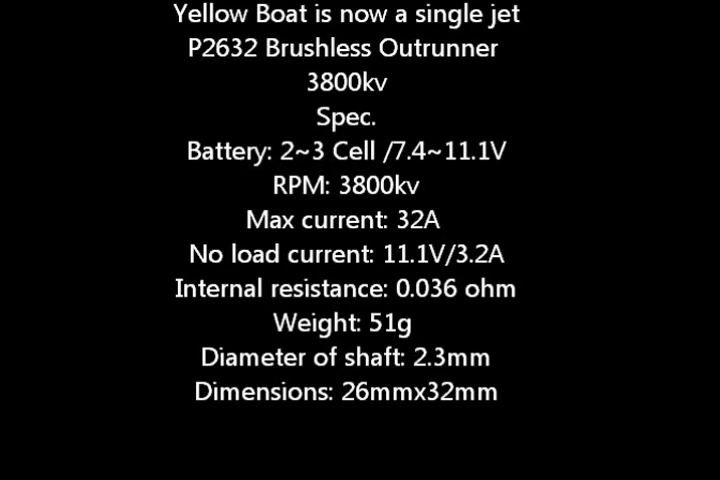 Yellow Boat is now a single jet
P2632 Brushless Outrunner
3800kv
Spec.
Battery: 2~3 Cell /7.4~11.1V
RPM: 3800kv
Max current: 32A
No load current: 11.1V/3.2A
Internal resistance: 0.036 ohm
Weight: 51g
Diameter of shaft: 2.3mm
Dimensions: 26mmx32mm